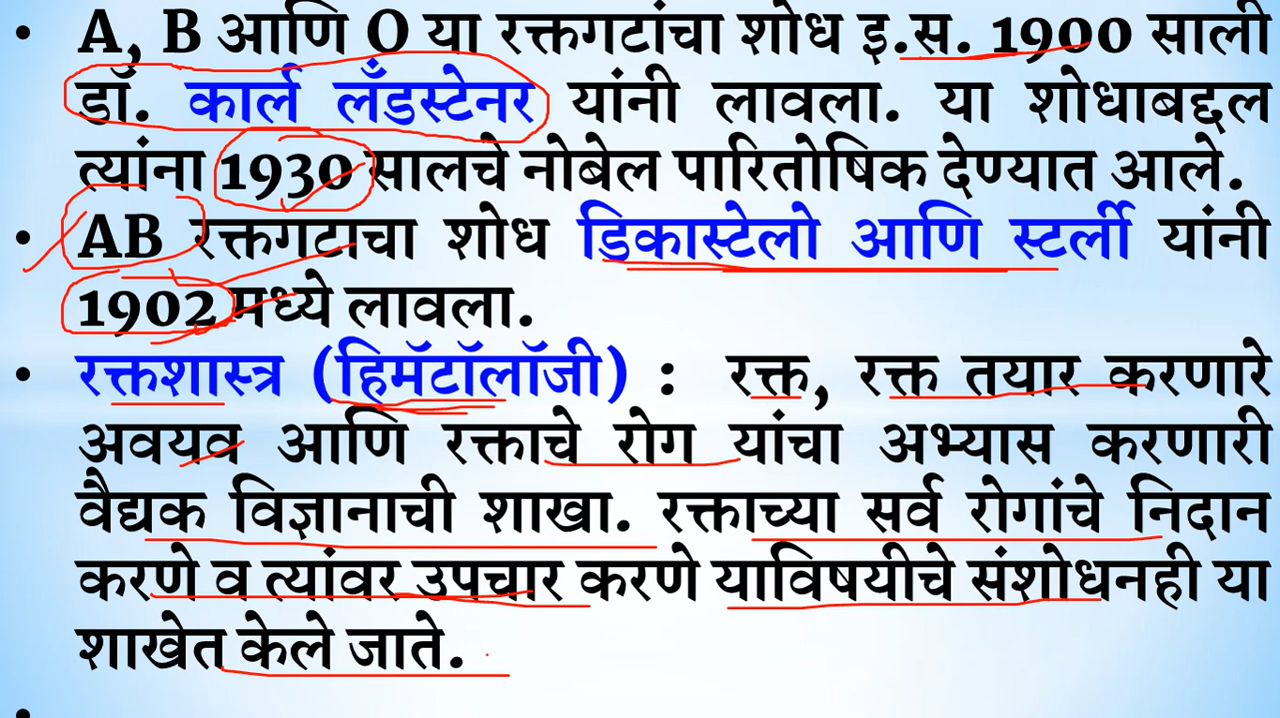 • A, B आणि O या रक्तगटांचा शोध इ.स. 1900 साली
डॉ. कार्ल लँडस्टेनर यांनी लावला. या शोधाबद्दल
त्यांना 1930 सालचे नोबेल पारितोषिक देण्यात आले.
• AB रक्तगटाचा शोध डिकास्टेलो आणि स्टर्ली यांनी
1902 मध्ये लावला.
• रक्तशास्त्र (हिमॅटॉलॉजी) : रक्त, रक्त तयार करणारे
अवयव आणि रक्ताचे रोग यांचा अभ्यास करणारी
वैद्यक विज्ञानाची शाखा. रक्ताच्या सर्व रोगांचे निदान
करणे व त्यांवर उपचार करणे याविषयीचे संशोधनही या
शाखेत केले जाते.